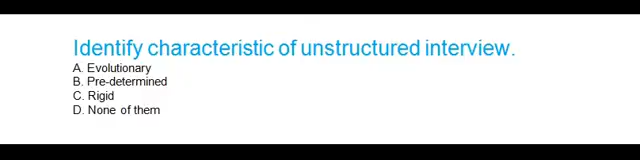 Identify characteristic of unstructured interview.
A. Evolutionary
B. Pre-determined
C. Rigid
D. None of them